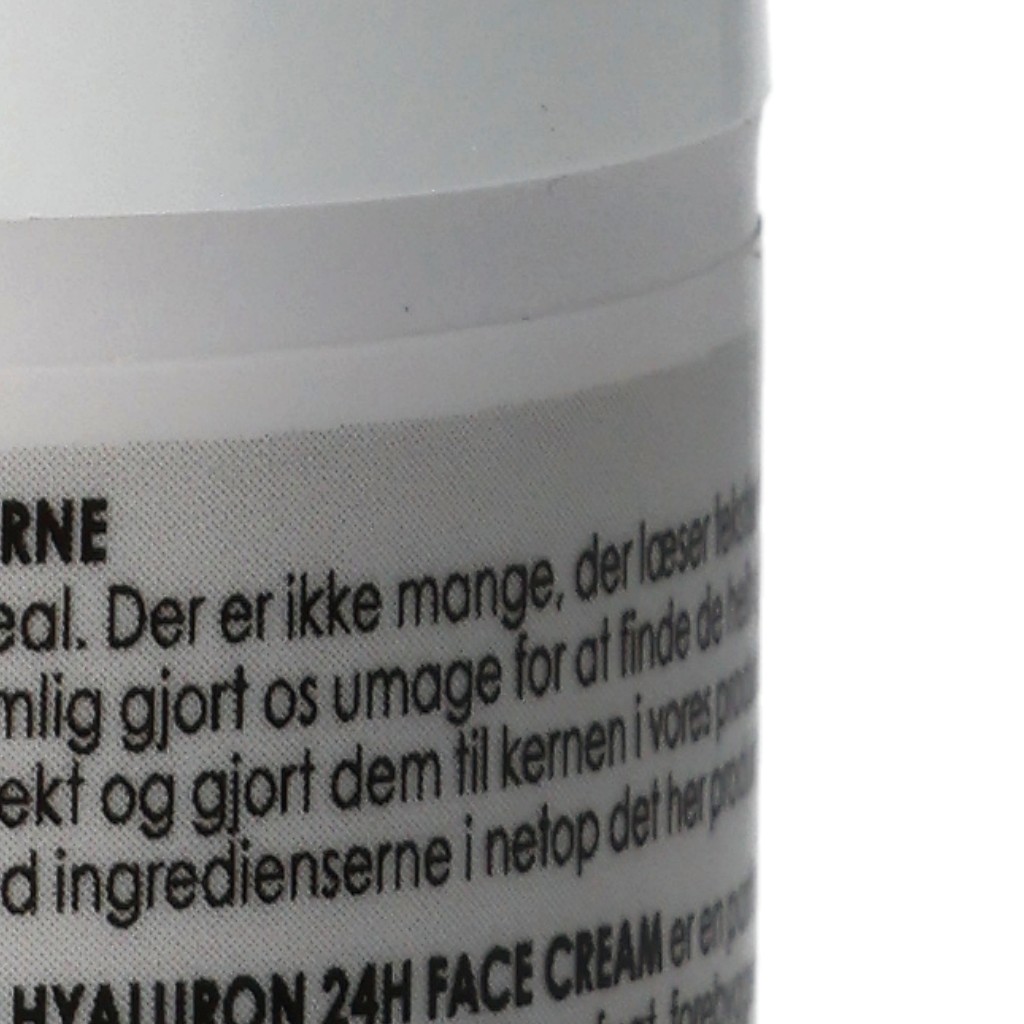 RNE
eal. Der er ikke mange, der læser
mlig gjort os umage for at finde de
ekt og gjort dem til kernen i vores
d ingredienserne i netop det her
HYALURON 24H FACE CREAM er en